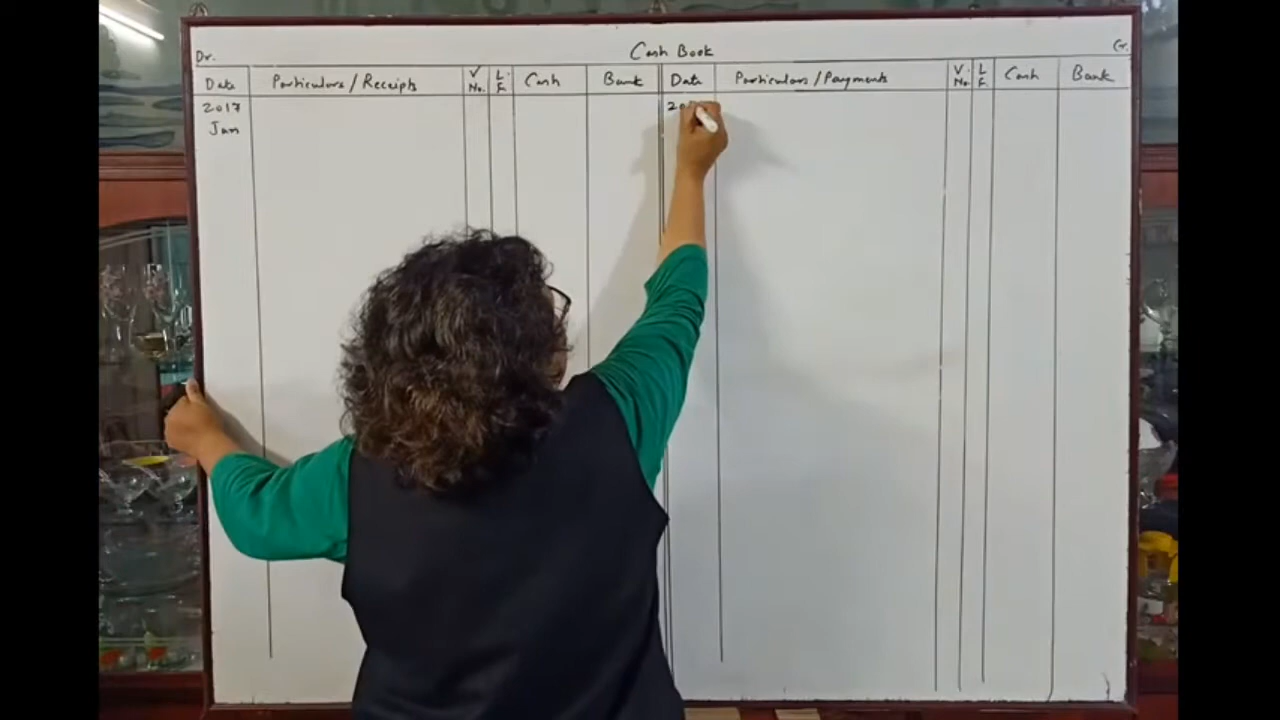 Cash Book
Dr. Cr.
Date Particulars / Receipts V. No. L. F. Cash Bank Date Particulars / Payments V. No. L. F. Cash Bank
2017
Jan